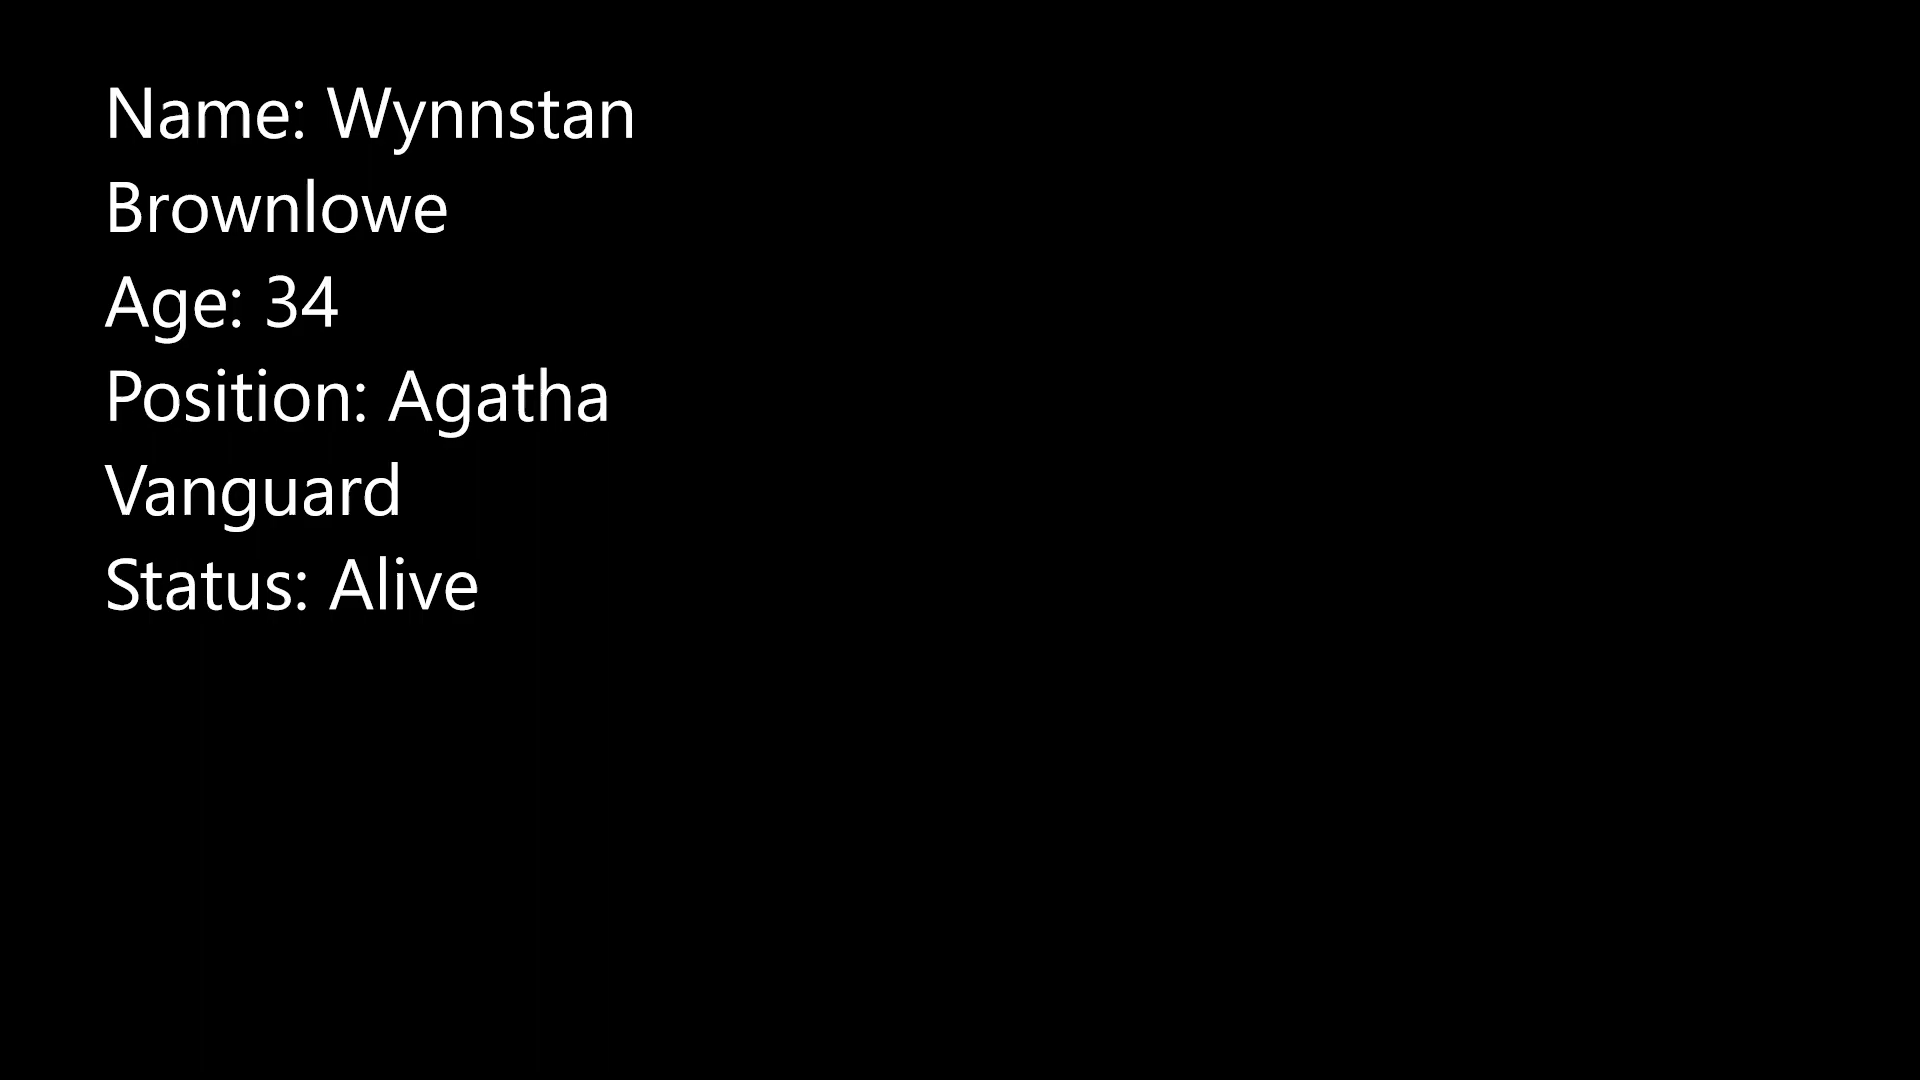 Name: Wynnstan
Brownlowe
Age: 34
Position: Agatha
Vanguard
Status: Alive